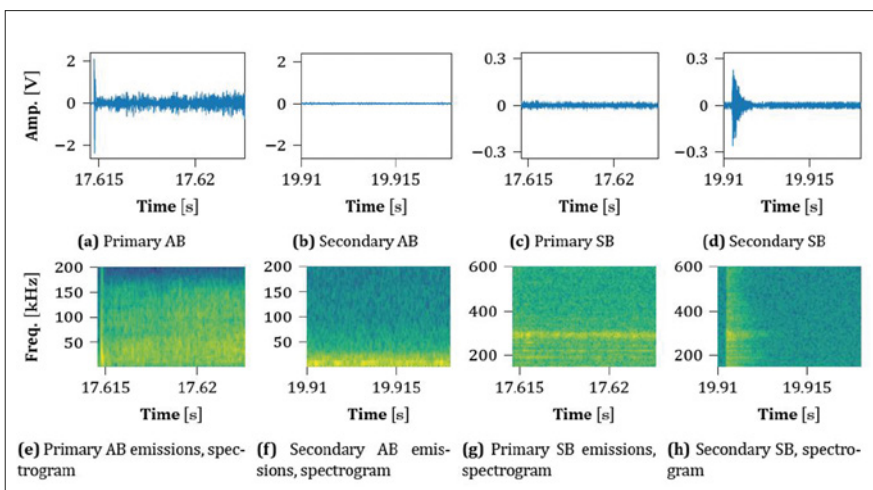 2 2 0.3 0.3
Amp. [V] 0 0 0.0 0.0
−2 −2 −0.3 −0.3
17.615 17.62 19.91 19.915 17.615 17.62 19.91 19.915
Time [s] Time [s] Time [s] Time [s]
(a) Primary AB (b) Secondary AB (c) Primary SB (d) Secondary SB
200 200 600 600
Freq. [kHz] 150 150
100 100 400 400
50 50 200 200
17.615 17.62 19.91 19.915 17.615 17.62 19.91 19.915
Time [s] Time [s] Time [s] Time [s]
(e) Primary AB emissions, spec-
trogram
(f) Secondary AB emis-
sions, spectrogram
(g) Primary SB emissions,
spectrogram
(h) Secondary SB, spectro-
gram